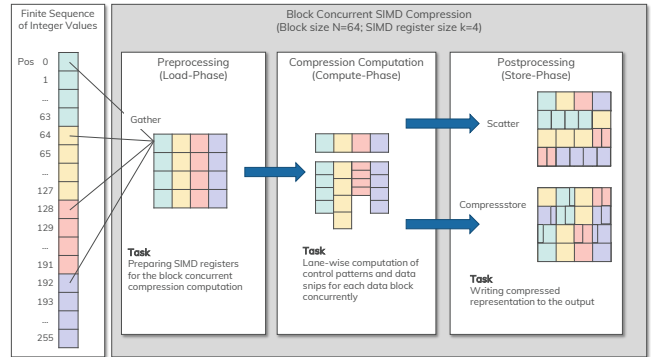 Finite Sequence
of Integer Values
Pos 0
1
...
63
64
65
...
127
128
129
...
191
192
193
...
255
Block Concurrent SIMD Compression
(Block size N=64; SIMD register size k=4)
Preprocessing
(Load-Phase)
Gather
Task
Preparing SIMD registers
for the block concurrent
compression computation
Compression Computation
(Compute-Phase)
Task
Lane-wise computation of
control patterns and data
snips for each data block
concurrently
Postprocessing
(Store-Phase)
Scatter
Compressstore
Task
Writing compressed
representation to the output